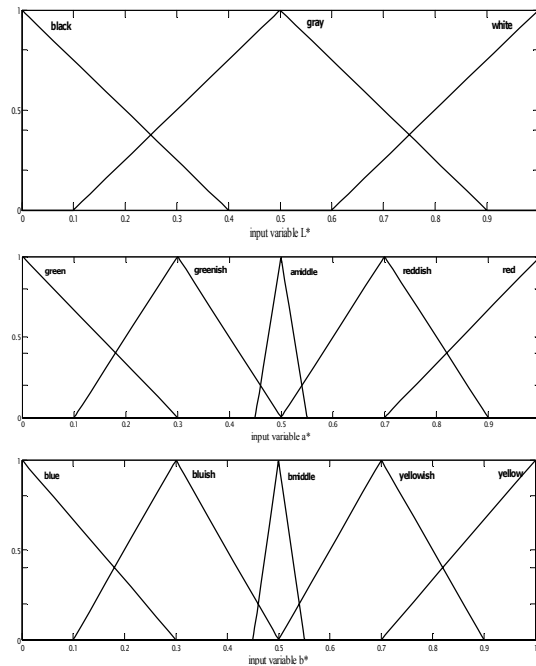 1
black
gray
white
0.5
0
0 0.1 0.2 0.3 0.4 0.5 0.6 0.7 0.8 0.9 1
input variable L*
1
green
greenish
amiddle
reddish
red
0.5
0
0 0.1 0.2 0.3 0.4 0.5 0.6 0.7 0.8 0.9 1
input variable a*
1
blue
bluish
bmiddle
yellowish
yellow
0.5
0
0 0.1 0.2 0.3 0.4 0.5 0.6 0.7 0.8 0.9 1
input variable b*